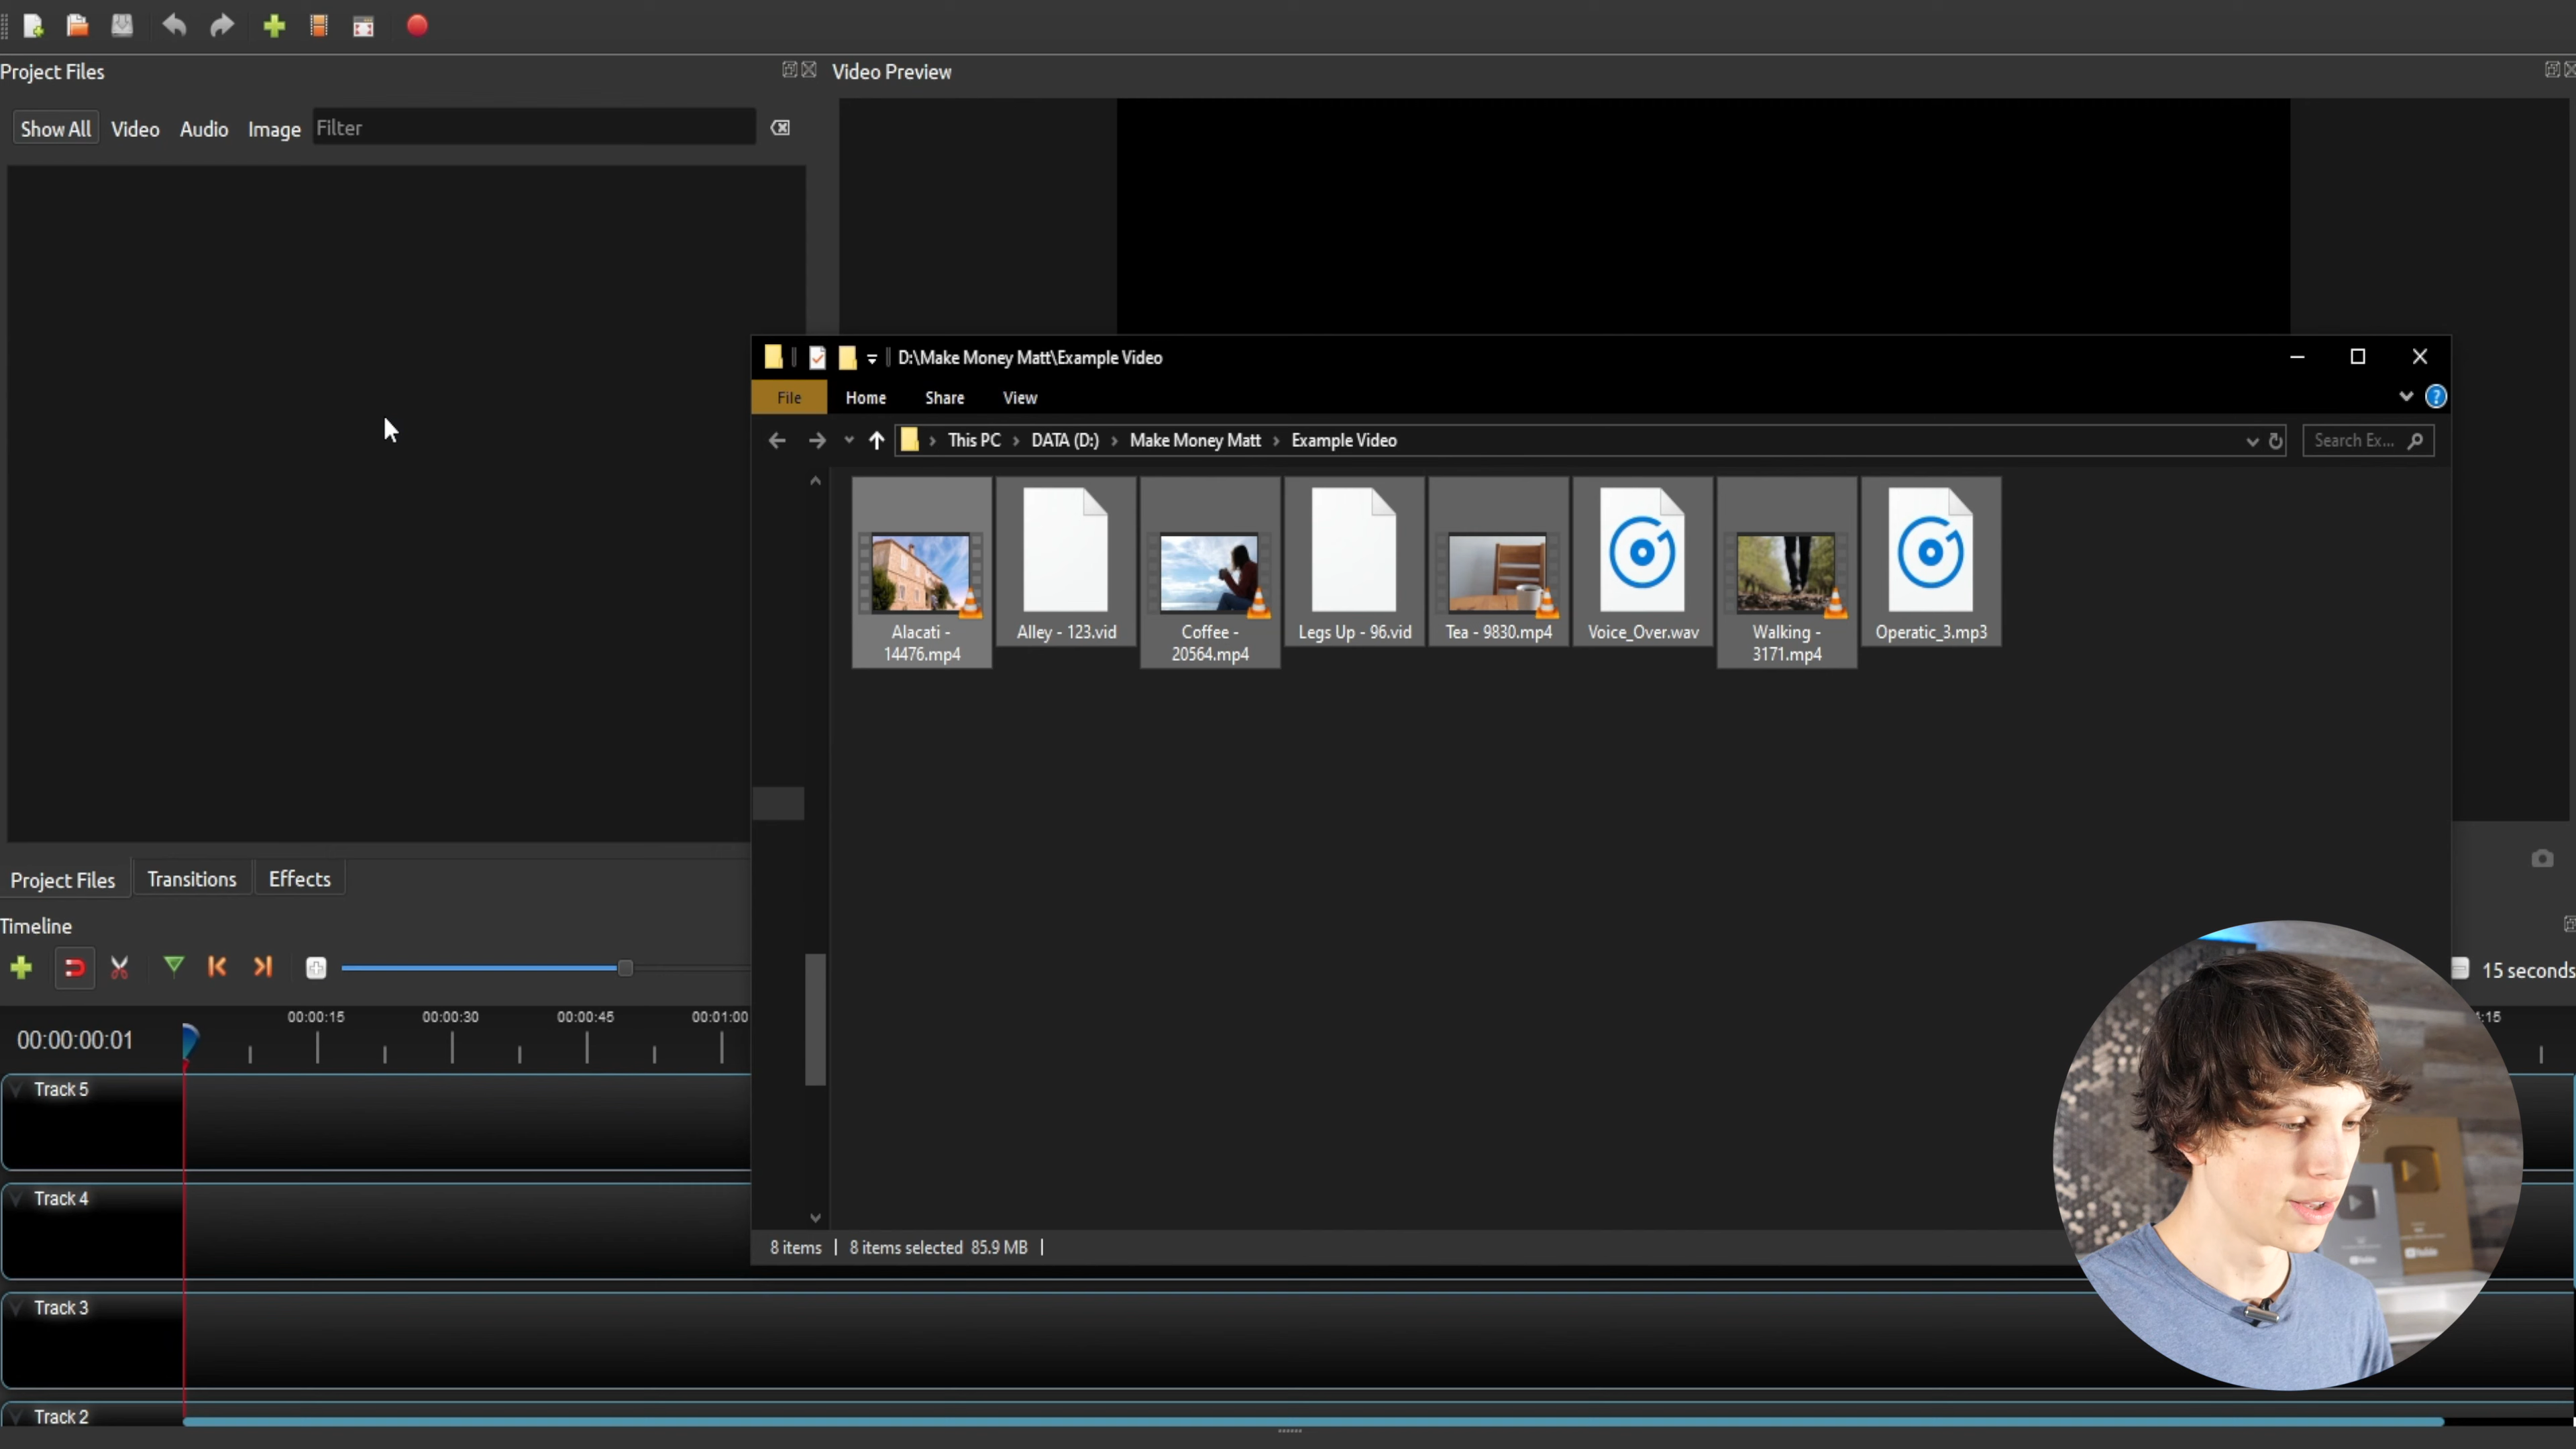 Project Files
Video Preview
Show All Video Audio Image Filter
D:\Make Money Matt\Example Video
File Home Share View
This PC DATA (D:) Make Money Matt Example Video
Search Ex...
Alacati -
14476.mp4
Alley - 123.vid
Coffee -
20564.mp4
Legs Up - 96.vid
Tea - 9830.mp4
Voice_Over.wav
Walking -
3171.mp4
Operatic_3.mp3
Project Files Transitions Effects
Timeline
15 seconds
00:00:00:01
00:00:15 00:00:30 00:00:45 00:01:00
:15
Track 5
Track 4
8 items 8 items selected 85.9 MB
Track 3
Track 2